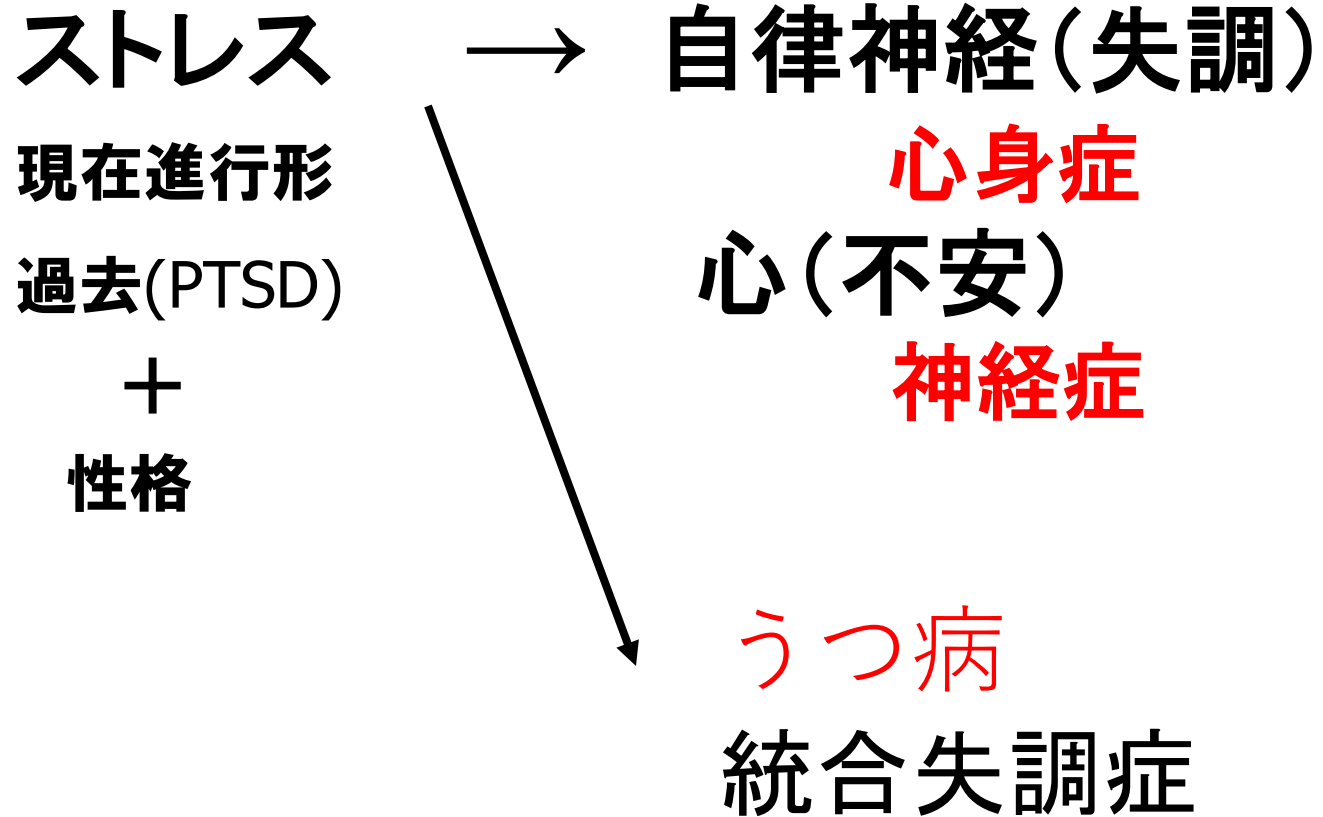 ストレス → 自律神経(失調)
現在進行形
心身症
過去(PTSD)
心(不安)
+
神経症
性格
うつ病
統合失調症